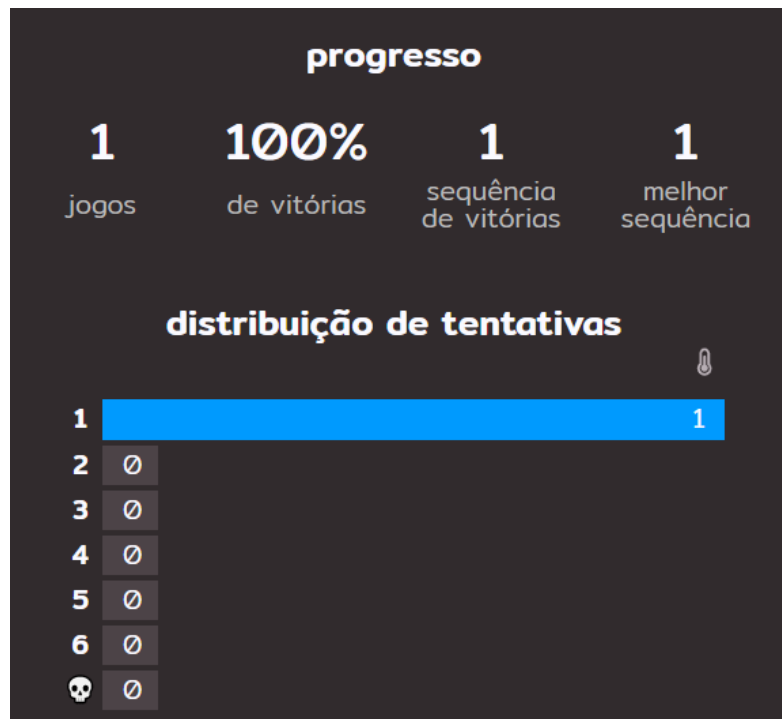 progresso
1 100% 1 1
jogos de vitórias sequência de vitórias melhor sequência
distribuição de tentativas
1 1
2 0
3 0
4 0
5 0
6 0
0